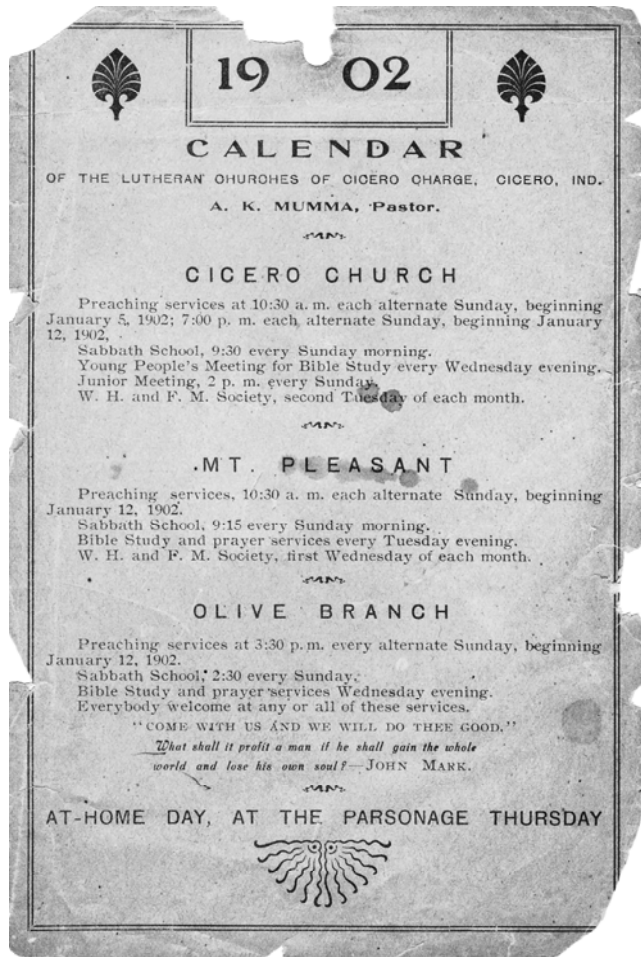 19 02
CALENDAR
OF THE LUTHERAN CHURCHES OF CICERO CHARGE, CICERO, IND.
A. K. MUMMA, Pastor.
CICERO CHURCH
Preaching services at 10:30 a. m. each alternate Sunday, beginning
January 5, 1902; 7:00 p. m. each alternate Sunday, beginning January
12, 1902,
Sabbath School, 9:30 every Sunday morning.
Young People's Meeting for Bible Study every Wednesday evening.
Junior Meeting, 2 p. m. every Sunday.
W. H. and F. M. Society, second Tuesday of each month.
MT. PLEASANT
Preaching services, 10:30 a. m. each alternate Sunday, beginning
January 12, 1902.
Sabbath School, 9:15 every Sunday morning.
Bible Study and prayer services every Tuesday evening.
W. H. and F. M. Society, first Wednesday of each month.
OLIVE BRANCH
Preaching services at 3:30 p. m. every alternate Sunday, beginning
January 12, 1902.
Sabbath School, 2:30 every Sunday.
Bible Study and prayer services Wednesday evening.
Everybody welcome at any or all of these services.
"COME WITH US AND WE WILL DO THEE GOOD."
What shall it profit a man if he shall gain the whole
world and lose his own soul?—JOHN MARK.
AT-HOME DAY, AT THE PARSONAGE THURSDAY